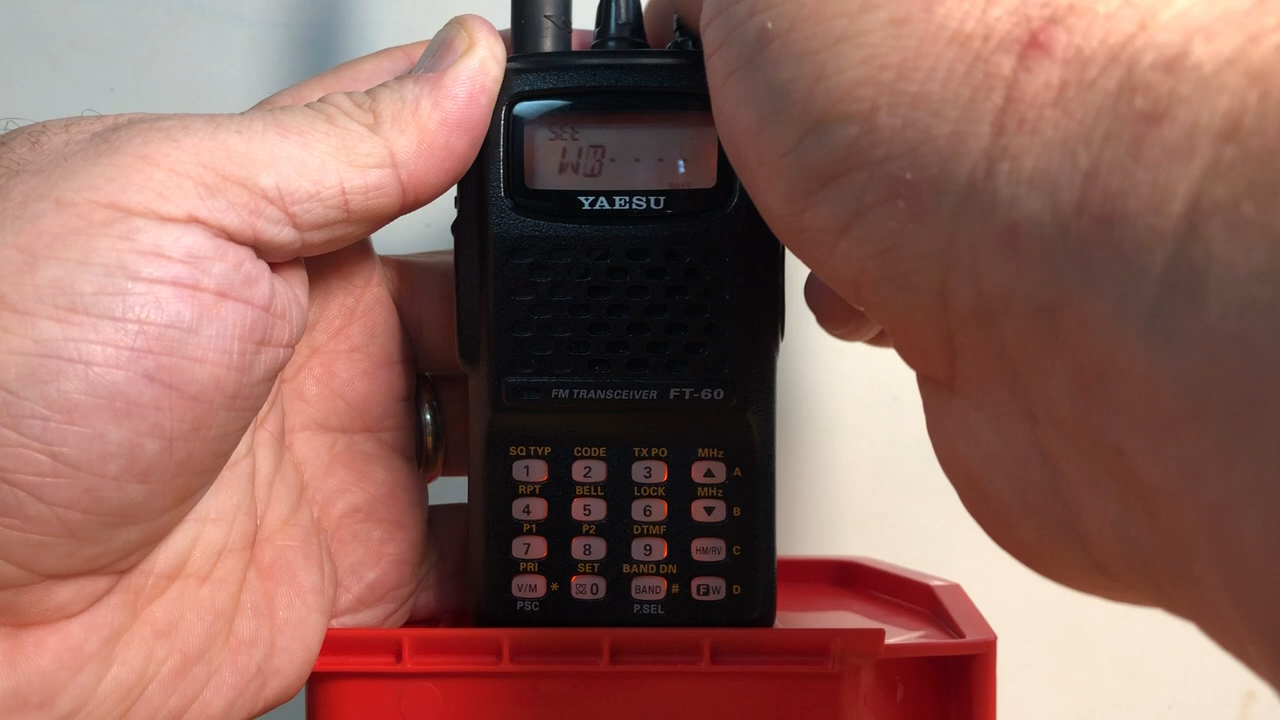 WB----
YAESU
FM TRANSCEIVER FT-60
SQ TYP CODE TX PO MHz
1 2 3 ▲ A
RPT BELL LOCK MHz
4 5 6 ▼ B
P1 P2 DTMF
7 8 9 HM/RV C
PRI SET BAND DN
V/M * 0 BAND # F W D
PSC P.SEL